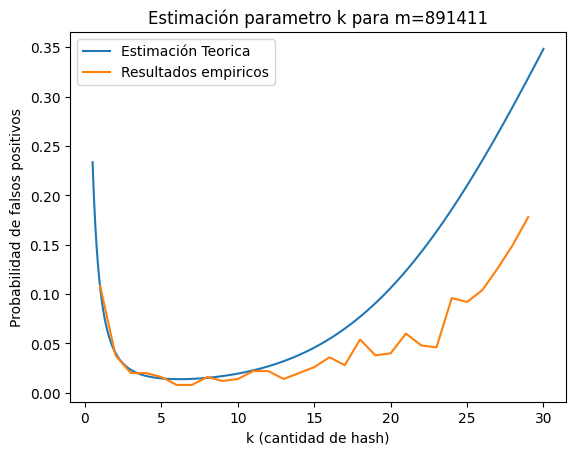 Estimación parametro k para m=891411
Estimación Teorica
Resultados empiricos
Probabilidad de falsos positivos
0.35
0.30
0.25
0.20
0.15
0.10
0.05
0.00
0 5 10 15 20 25 30
k (cantidad de hash)